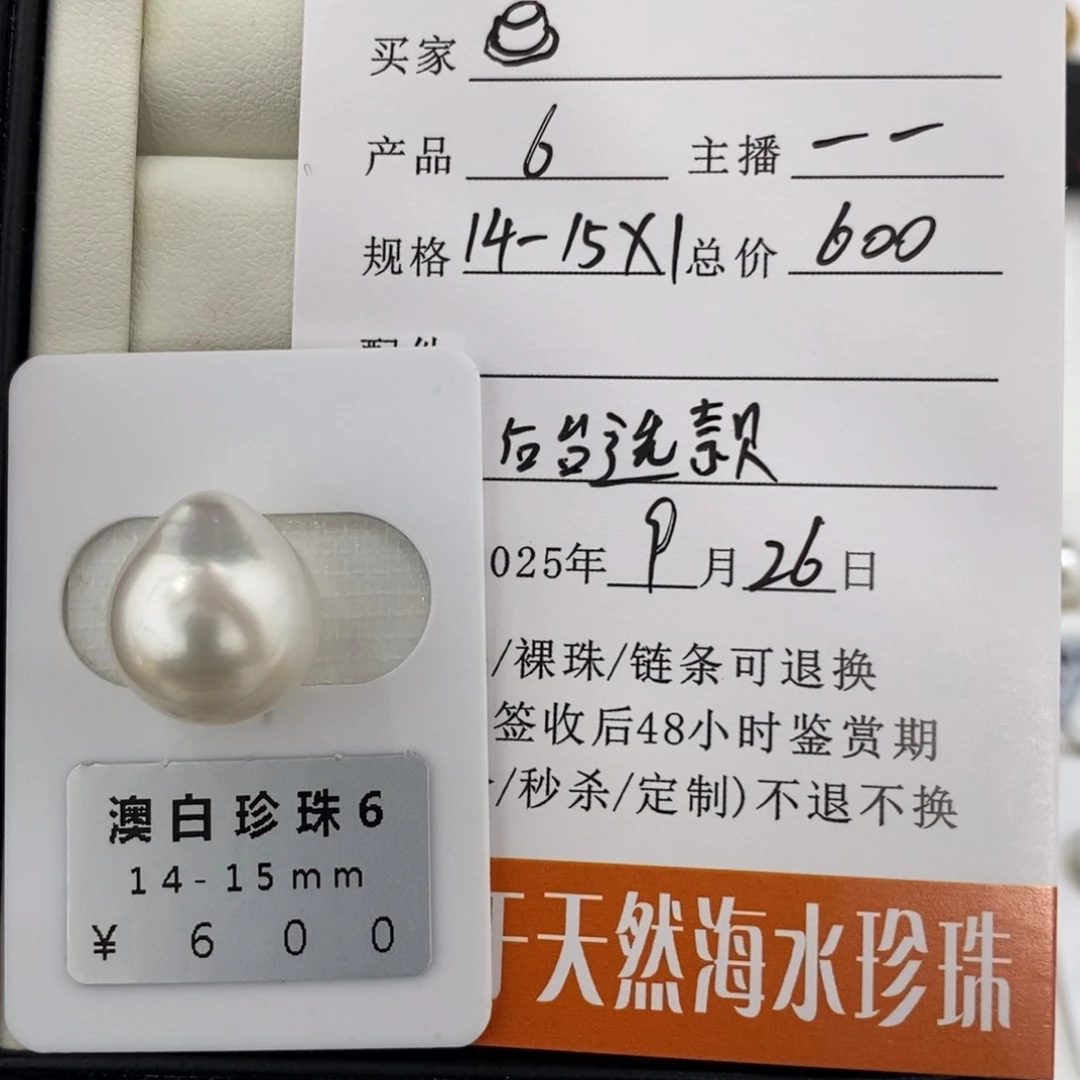 买家
产品 6 主播 一一
规格 14-15X1 总价 600
后台选款
025年 9 月 26 日
/裸珠/链条可退换
签收后48小时鉴赏期
/秒杀/定制)不退不换
天然海水珍珠
澳白珍珠6
14-15mm
¥ 600